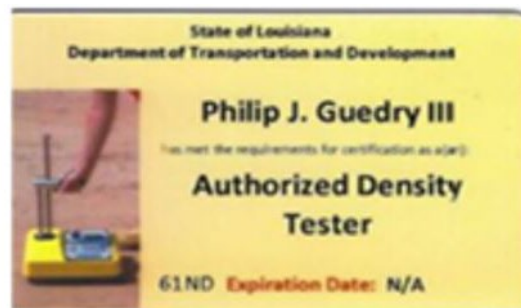 State of Louisiana
Department of Transportation and Development
Philip J. Guedry III
has met the requirements for certification as a(an):
Authorized Density
Tester
61ND Expiration Date: N/A